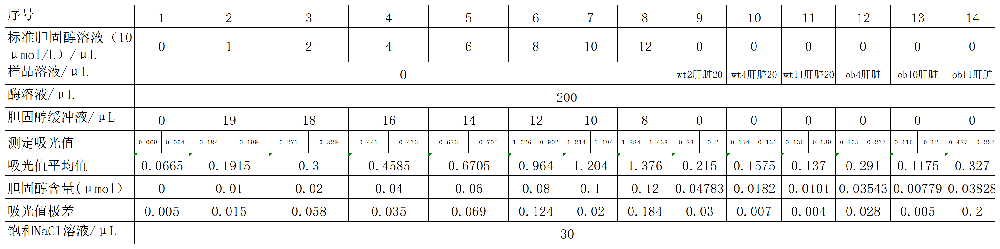 序号 1 2 3 4 5 6 7 8 9 10 11 12 13 14
标准胆固醇溶液（10
μmol/L）/μL 0 1 2 4 6 8 10 12 0 0 0 0 0 0
样品溶液/μL 0 wt2肝脏20 wt4肝脏20 wt11肝脏20 ob4肝脏 ob10肝脏 ob11肝脏
酶溶液/μL 200
胆固醇缓冲液/μL 0 19 18 16 14 12 10 8 0 0 0 0 0 0
测定吸光值 0.069 0.064 0.184 0.199 0.271 0.329 0.441 0.476 0.636 0.705 1.026 0.902 1.214 1.194 1.284 1.468 0.23 0.2 0.154 0.161 0.135 0.139 0.305 0.277 0.115 0.12 0.427 0.227
吸光值平均值 0.0665 0.1915 0.3 0.4585 0.6705 0.964 1.204 1.376 0.215 0.1575 0.137 0.291 0.1175 0.327
胆固醇含量(μmol） 0 0.01 0.02 0.04 0.06 0.08 0.1 0.12 0.04783 0.0182 0.0101 0.03543 0.00779 0.03828
吸光值极差 0.005 0.015 0.058 0.035 0.069 0.124 0.02 0.184 0.03 0.007 0.004 0.028 0.005 0.2
饱和NaCl溶液/μL 30